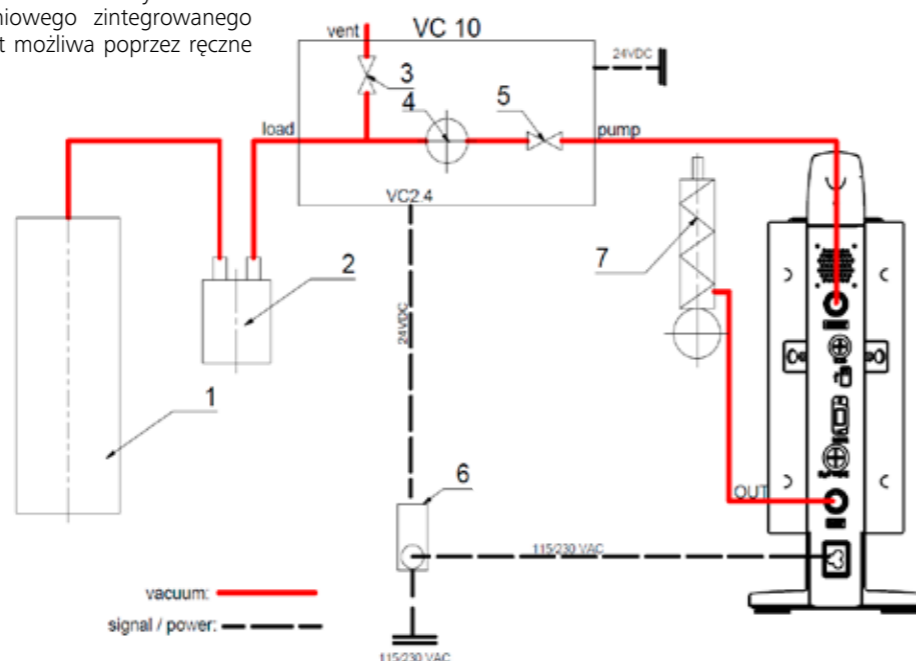 niowego zintegrowanego
t możliwa poprzez ręczne
vent
VC 10
24VDC
3
4
5
load
pump
VC2.4
7
2
24VDC
1
6
OUT
115/230 VAC
vacuum:
signal / power:
115/230 VAC